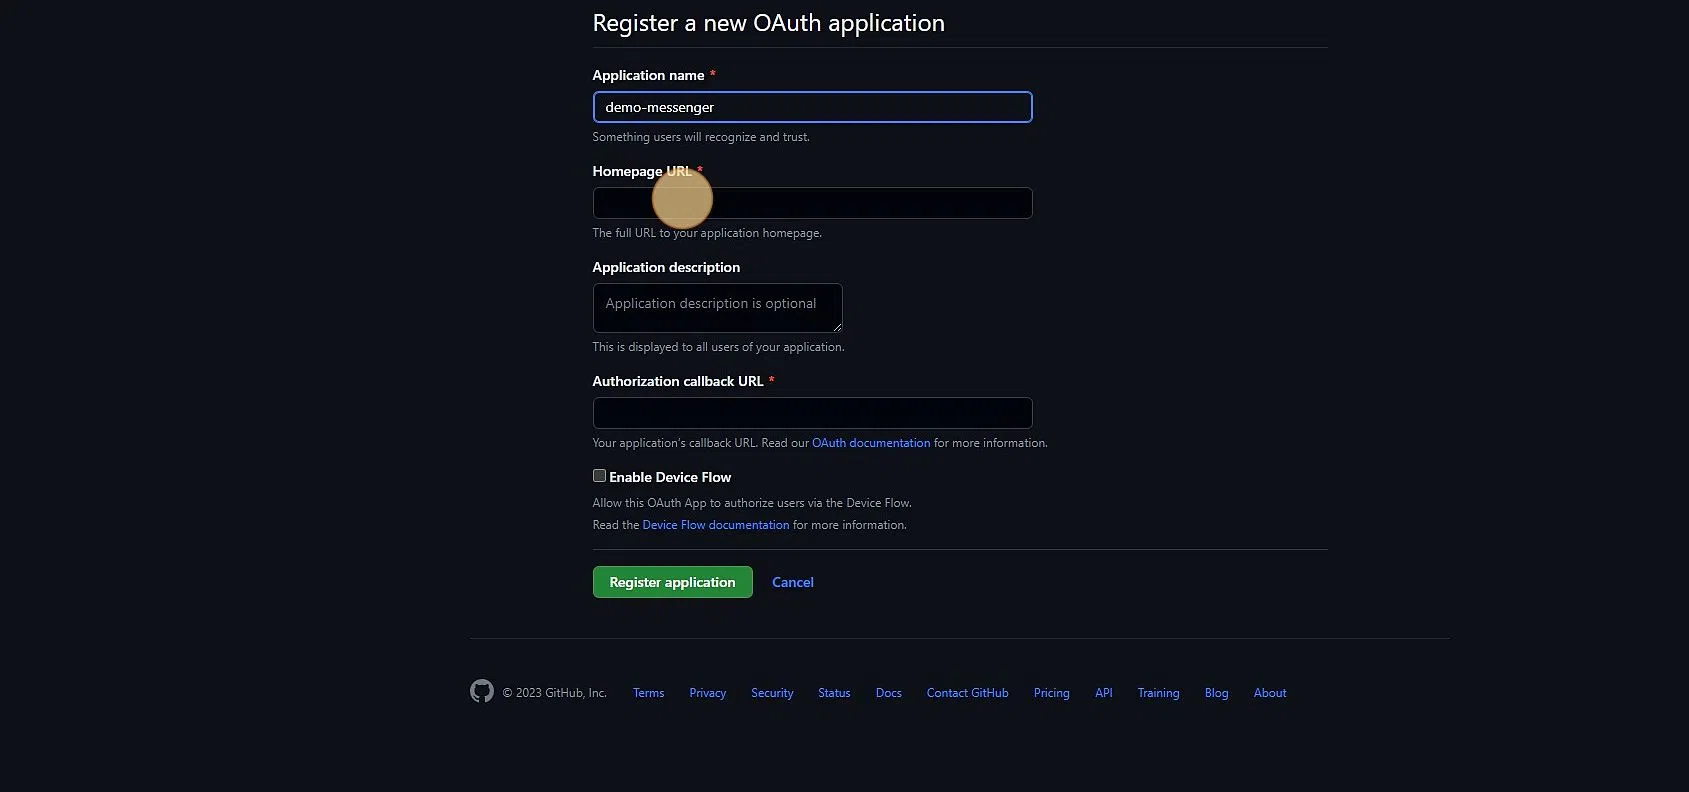 Register a new OAuth application
Application name *
demo-messenger
Something users will recognize and trust.
Homepage URL *
The full URL to your application homepage.
Application description
Application description is optional
This is displayed to all users of your application.
Authorization callback URL *
Your application's callback URL. Read our OAuth documentation for more information.
Enable Device Flow
Allow this OAuth App to authorize users via the Device Flow.
Read the Device Flow documentation for more information.
Register application Cancel
© 2023 GitHub, Inc. Terms Privacy Security Status Docs Contact GitHub Pricing API Training Blog About